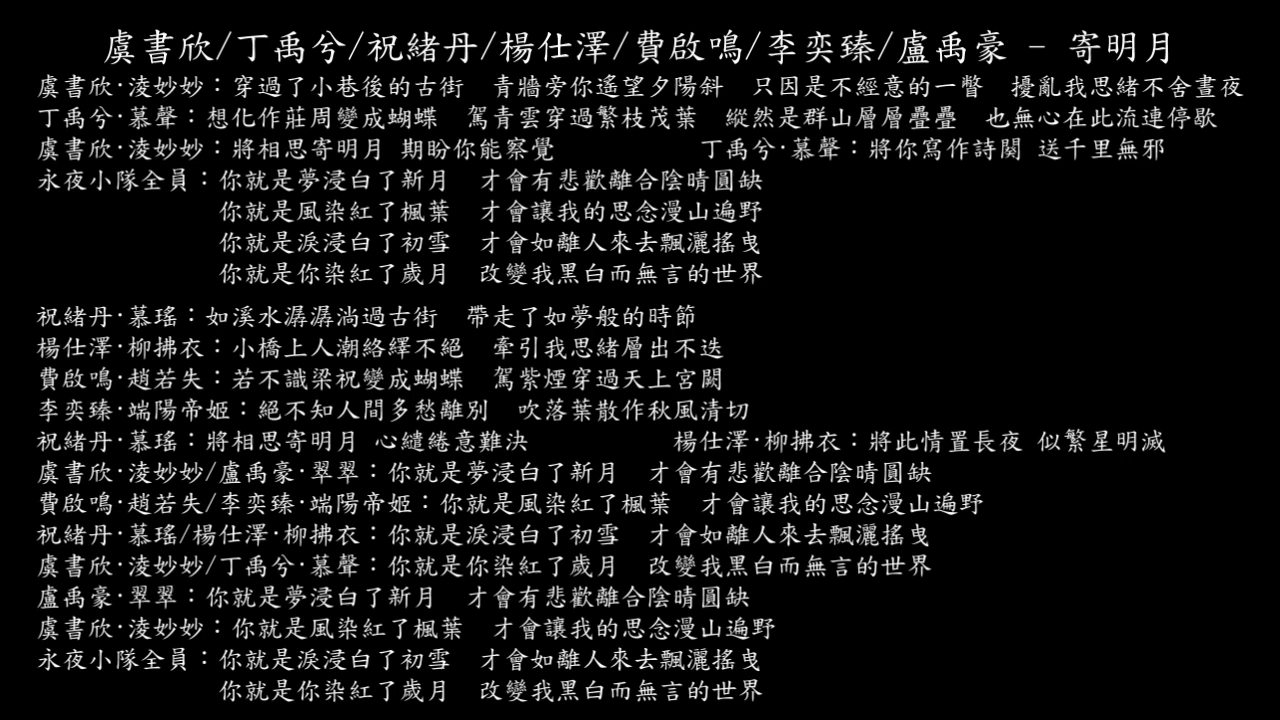 虞書欣/丁禹兮/祝緒丹/楊仕澤/費啟鳴/李奕臻/盧禹豪 - 寄明月
虞書欣·淩妙妙：穿過了小巷後的古街　青牆旁你遙望夕陽斜　只因是不經意的一瞥　擾亂我思緒不舍晝夜
丁禹兮·慕聲：想化作莊周變成蝴蝶　駕青雲穿過繁枝茂葉　縱然是群山層層疊疊　也無心在此流連停歇
虞書欣·淩妙妙：將相思寄明月 期盼你能察覺　　　　　　丁禹兮·慕聲：將你寫作詩闋 送千里無邪
永夜小隊全員：你就是夢浸白了新月　才會有悲歡離合陰晴圓缺
你就是風染紅了楓葉　才會讓我的思念漫山遍野
你就是淚浸白了初雪　才會如離人來去飄灑搖曳
你就是你染紅了歲月　改變我黑白而無言的世界
祝緒丹·慕瑤：如溪水潺潺淌過古街　帶走了如夢般的時節
楊仕澤·柳拂衣：小橋上人潮絡繹不絕　牽引我思緒層出不迭
費啟鳴·趙若失：若不識梁祝變成蝴蝶　駕紫煙穿過天上宮闕
李奕臻·端陽帝姬：絕不知人間多愁離別　吹落葉散作秋風清切
祝緒丹·慕瑤：將相思寄明月 心繾綣意難決　　　　　　楊仕澤·柳拂衣：將此情置長夜 似繁星明滅
虞書欣·淩妙妙/盧禹豪·翠翠：你就是夢浸白了新月　才會有悲歡離合陰晴圓缺
費啟鳴·趙若失/李奕臻·端陽帝姬：你就是風染紅了楓葉　才會讓我的思念漫山遍野
祝緒丹·慕瑤/楊仕澤·柳拂衣：你就是淚浸白了初雪　才會如離人來去飄灑搖曳
虞書欣·淩妙妙/丁禹兮·慕聲：你就是你染紅了歲月　改變我黑白而無言的世界
盧禹豪·翠翠：你就是夢浸白了新月　才會有悲歡離合陰晴圓缺
虞書欣·淩妙妙：你就是風染紅了楓葉　才會讓我的思念漫山遍野
永夜小隊全員：你就是淚浸白了初雪　才會如離人來去飄灑搖曳
你就是你染紅了歲月　改變我黑白而無言的世界